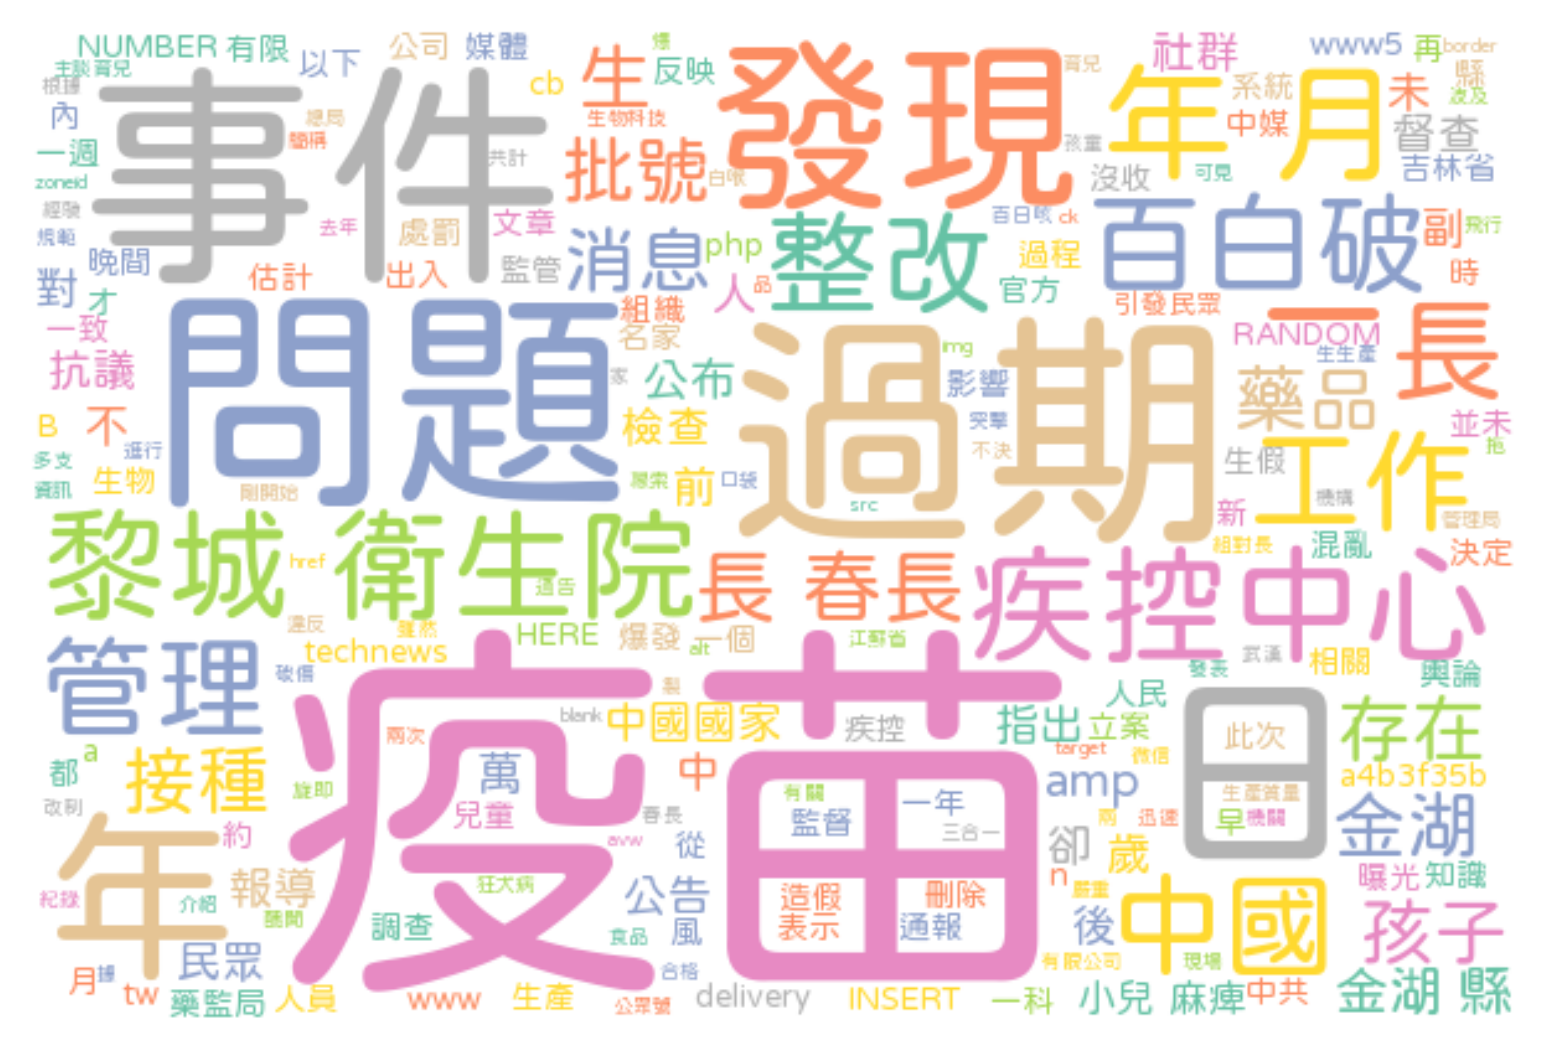 NUMBER 有限
以下
公司
媒體
爆
社群
www5
再
border
主談 育兒
根據
事件
cb
生
反映
發現
育兒
年月
系統
未
縣
波及
內
總局
簡稱
生物科技
中媒
督查
一週
共計
批號
孩童
沒收
可見
吉林省
zoneid
白氓
經驗
去年
處罰
文章
百日咳
ck
百白破
副
飛行
規範
晚間
監管
消息
php
整改
過程
時
對
才
估計
出入
人
品
官方
引發民眾
一致
問題
組織
名家
過期
img
RANDOM
一長
抗議
家
公布
影響
生生產
藥品
B
不
檢查
突擊
並未
多支
進行
不決
生假
工作
拖
資訊
生物
剛開始
尋索
前
口袋
src
新
機構
管理局
黎城 衛生院
href
通告
長 春長
疾控中心
組對長
混亂
決定
違反
雖然
HERE
爆發
一個
alt
江蘇省
管理
technews
破傷
製
發表
武漢
相關
輿論
疫苗
blank
中國國家
疾控
人民
日
此次
存在
兩次
指出
立案
target
微信
都
a
接種
旋即
萬
中
有關
一年
amp
生產質量
a4b3f35b
改制
兒童
春長
監督
三合一
兩
迅速
早
機關
金湖
年
約
avw
從
卻
歲
報導
狂犬病
公告
造假
刪除
n
嚴重
曝光
知識
紀錄
介紹
醜聞
調查
食品
風
表示
通報
後
中國
孩子
民眾
合格
有限公司
現場
月
據
tw
藥監局
人員
www
生產
公眾號
delivery
INSERT
一科
小兒 麻痺
中共
金湖 縣